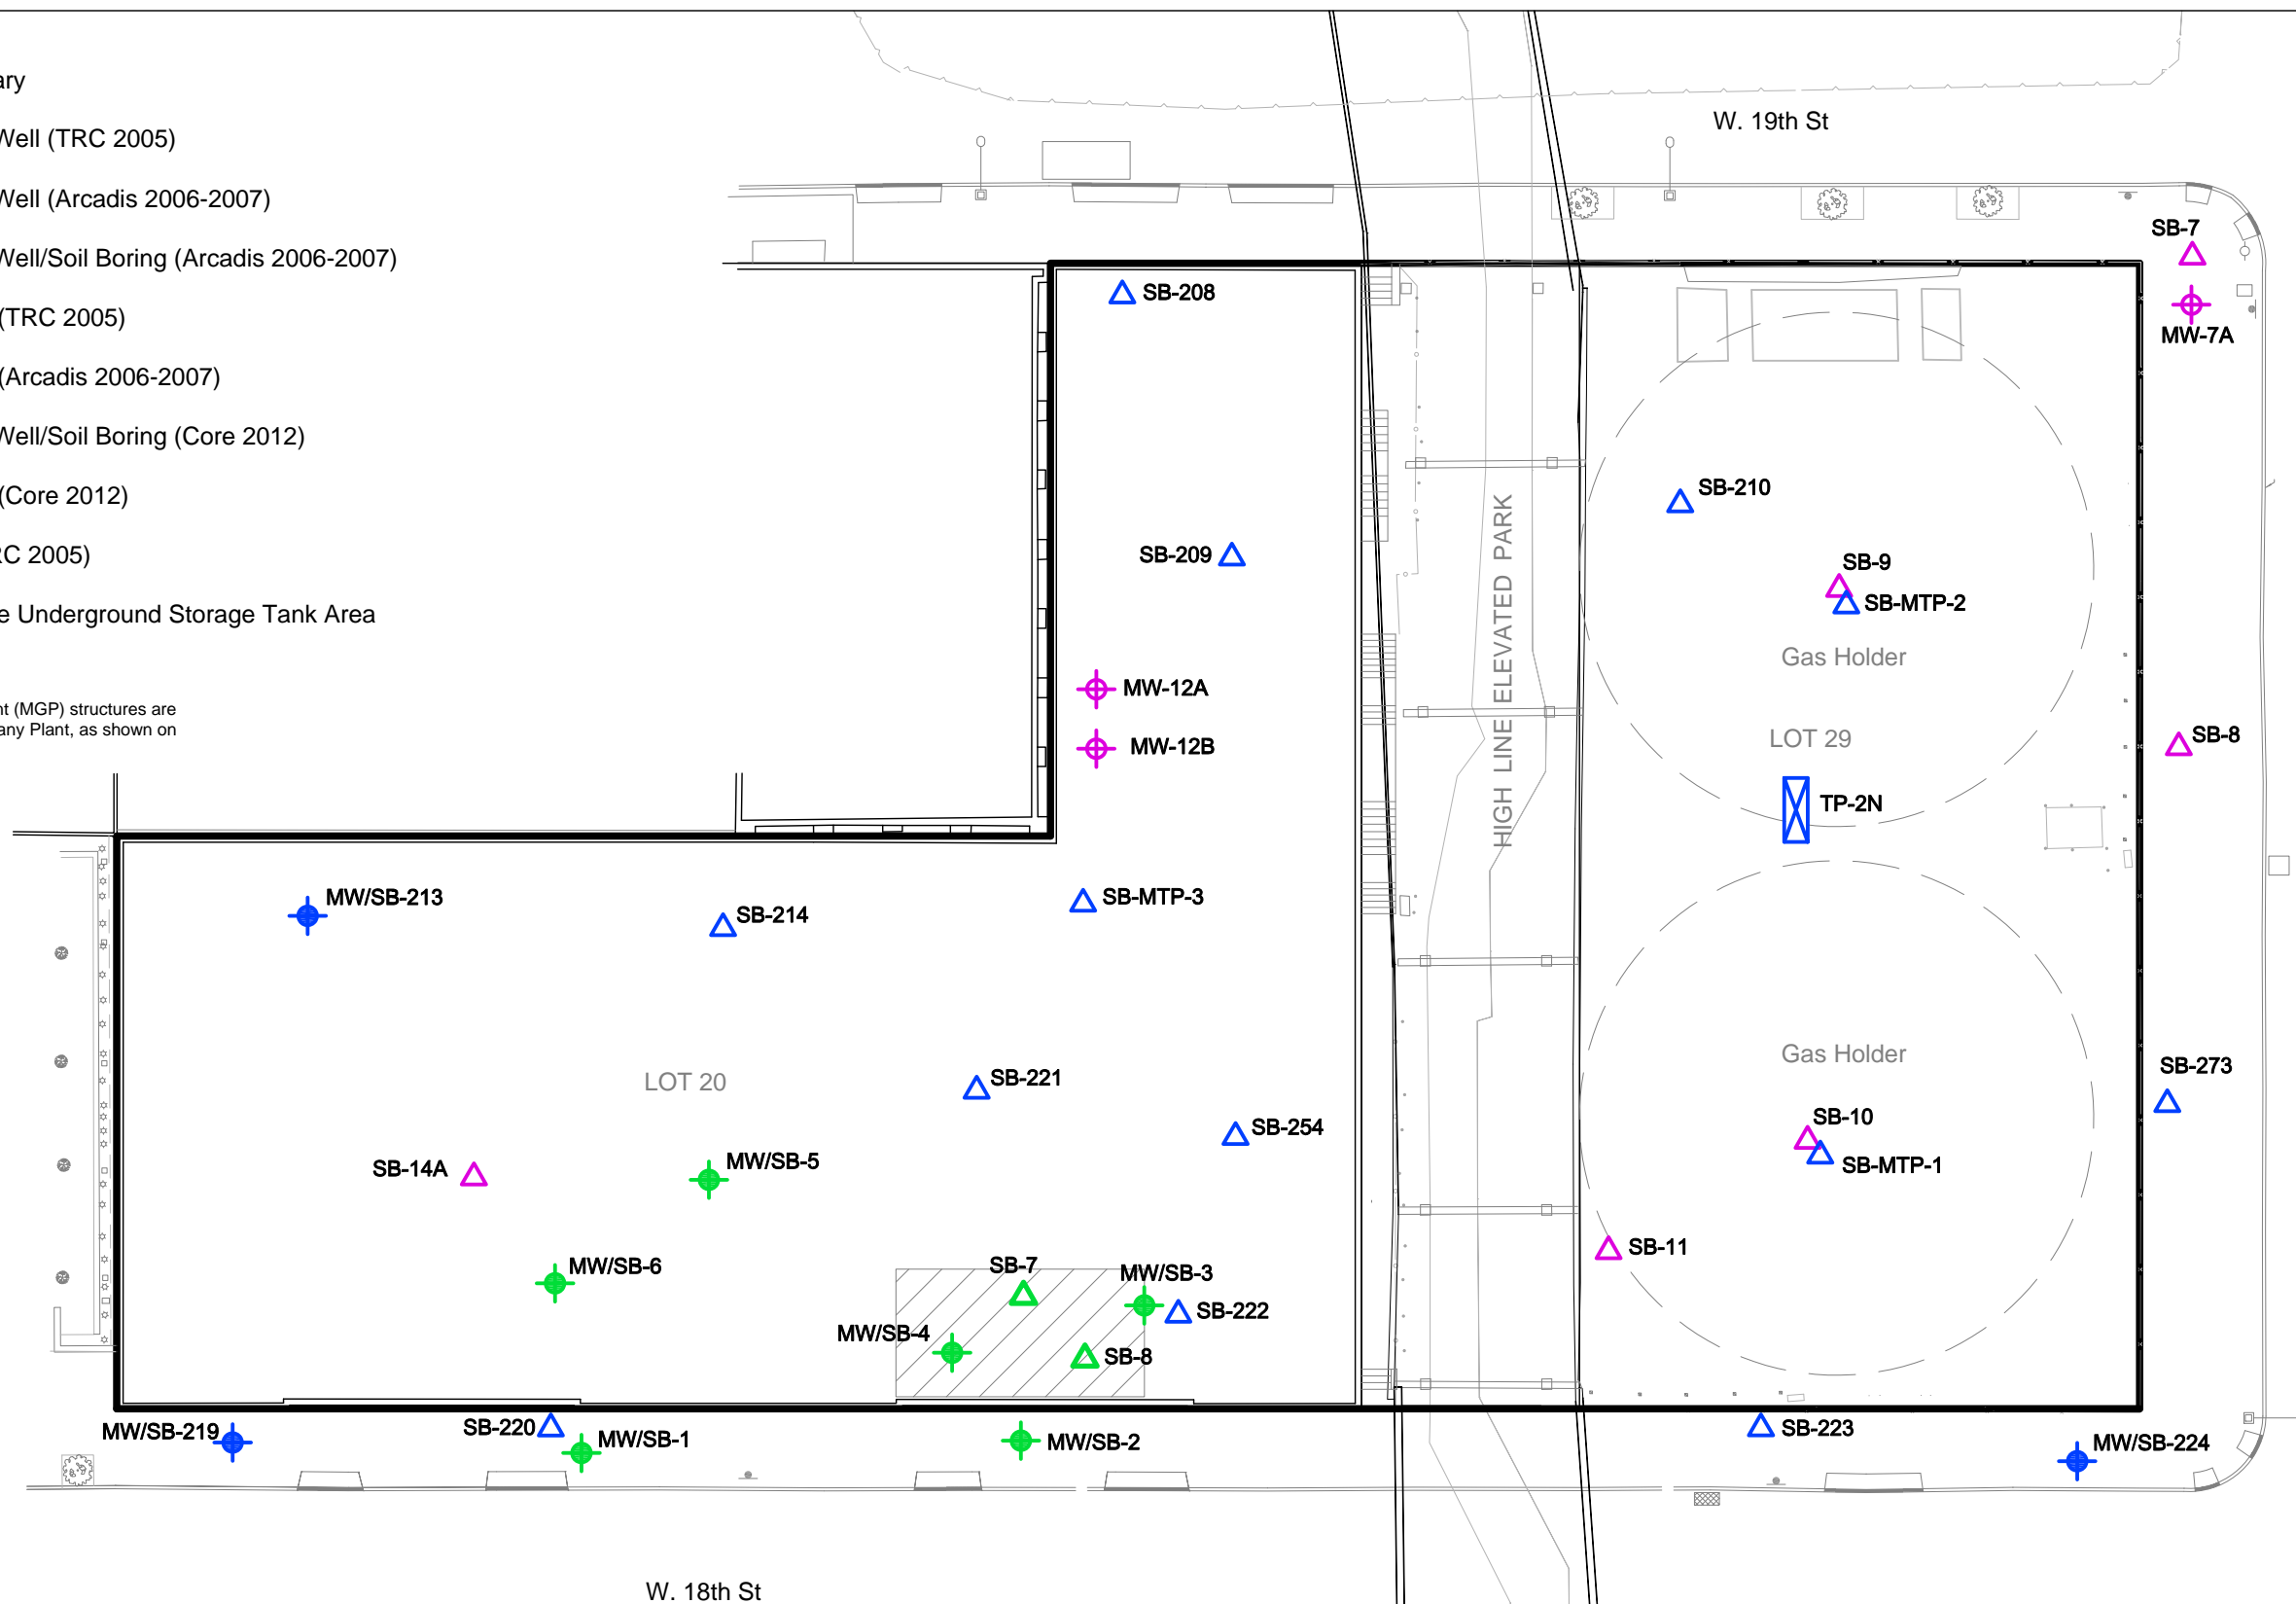 ary
Well (TRC 2005)
Well (Arcadis 2006-2007)
Well/Soil Boring (Arcadis 2006-2007)
(TRC 2005)
(Arcadis 2006-2007)
Well/Soil Boring (Core 2012)
(Core 2012)
RC 2005)
e Underground Storage Tank Area
nt (MGP) structures are
any Plant, as shown on
W. 19th St
SB-7
MW-7A
SB-208
SB-210
SB-209
SB-9
SB-MTP-2
HIGH LINE ELEVATED PARK
Gas Holder
MW-12A
MW-12B
LOT 29
SB-8
TP-2N
MW/SB-213
SB-214
SB-MTP-3
LOT 20
SB-221
Gas Holder
SB-273
SB-254
SB-10
SB-MTP-1
SB-14A
MW/SB-5
SB-11
MW/SB-6
SB-7
MW/SB-3
SB-222
MW/SB-4
SB-8
MW/SB-219
SB-220
MW/SB-1
MW/SB-2
SB-223
MW/SB-224
W. 18th St